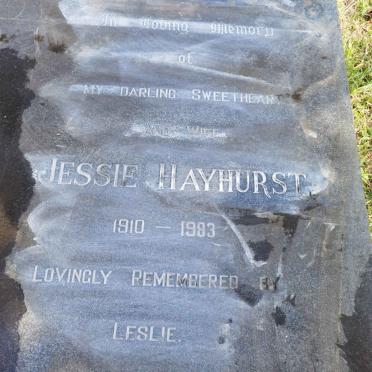 In Loving Memory
of
MY DARLING SWEETHEART
AND WIFE
JESSIE HAYHURST.
1910 — 1983
LOVINGLY REMEMBERED BY
LESLIE.